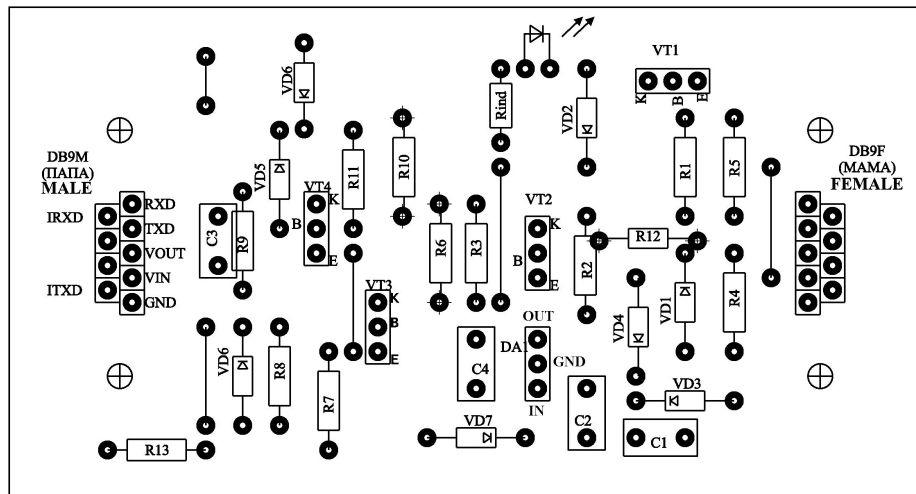 VT1
K
B
E
VD6
Rind
VD2
DB9M
(ПАПА)
MALE
VD5
R11
R10
R1
R5
DB9F
(MAMA)
FEMALE
VT4
K
B
E
VT2
K
B
E
RXD
IRXD
TXD
VOUT
VIN
ITXD
GND
C3
R9
R6
R3
R2
R12
VT3
K
B
E
VD4
VD1
R4
OUT
DA1
GND
IN
C4
VD6
R8
R7
VD3
C2
C1
VD7
R13